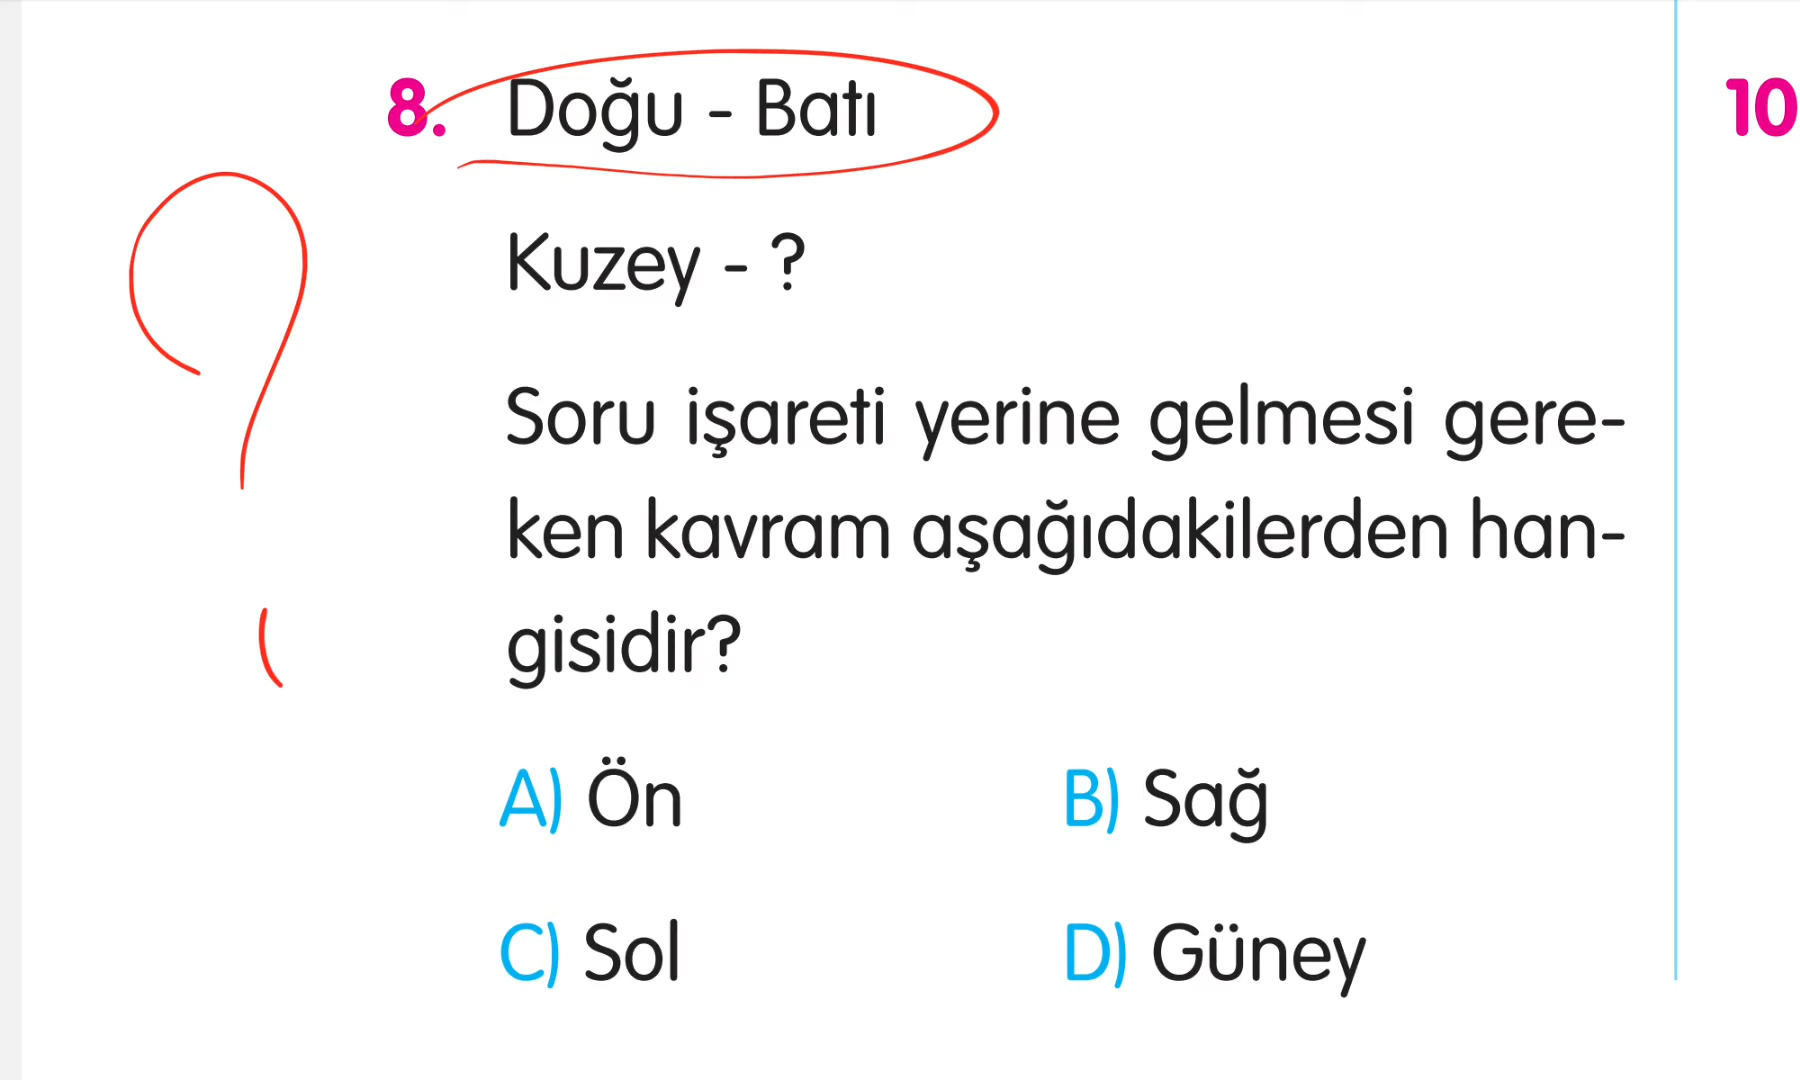 8. Doğu - Batı
10
Kuzey - ?
Soru işareti yerine gelmesi gere-
ken kavram aşağıdakilerden han-
gisidir?
A) Ön B) Sağ
C) Sol D) Güney
?